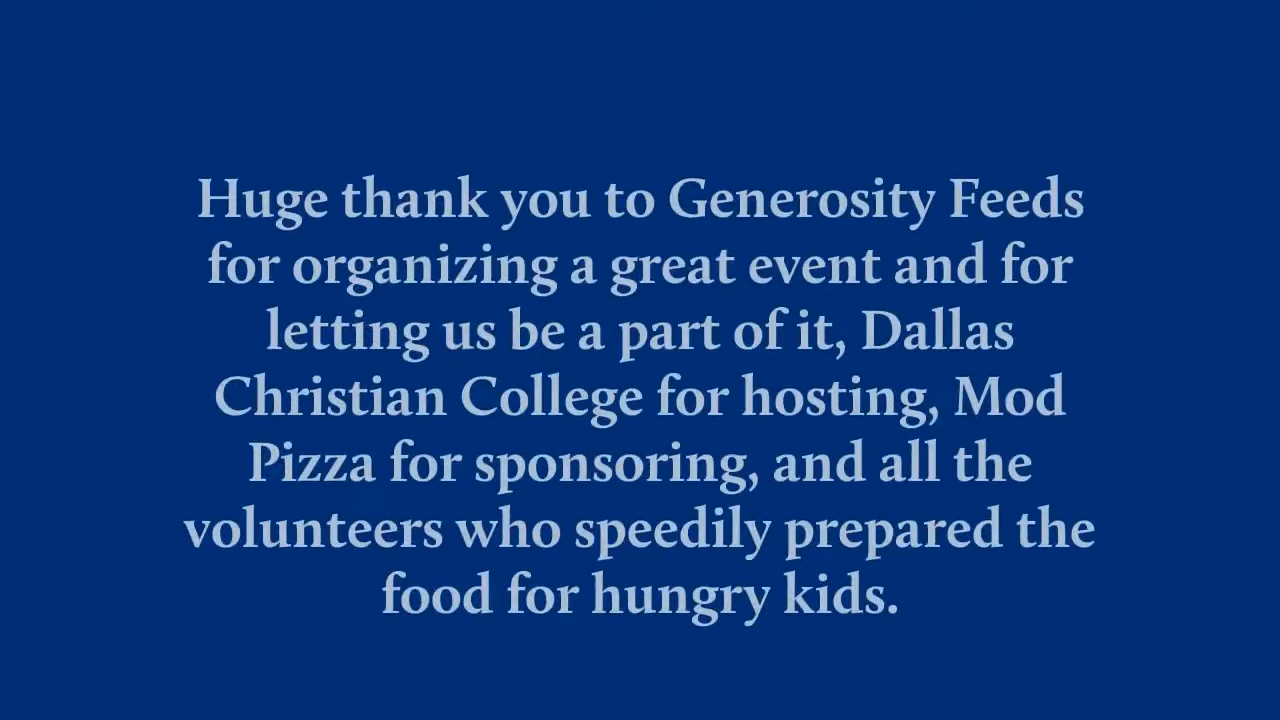 Huge thank you to Generosity Feeds
for organizing a great event and for
letting us be a part of it, Dallas
Christian College for hosting, Mod
Pizza for sponsoring, and all the
volunteers who speedily prepared the
food for hungry kids.